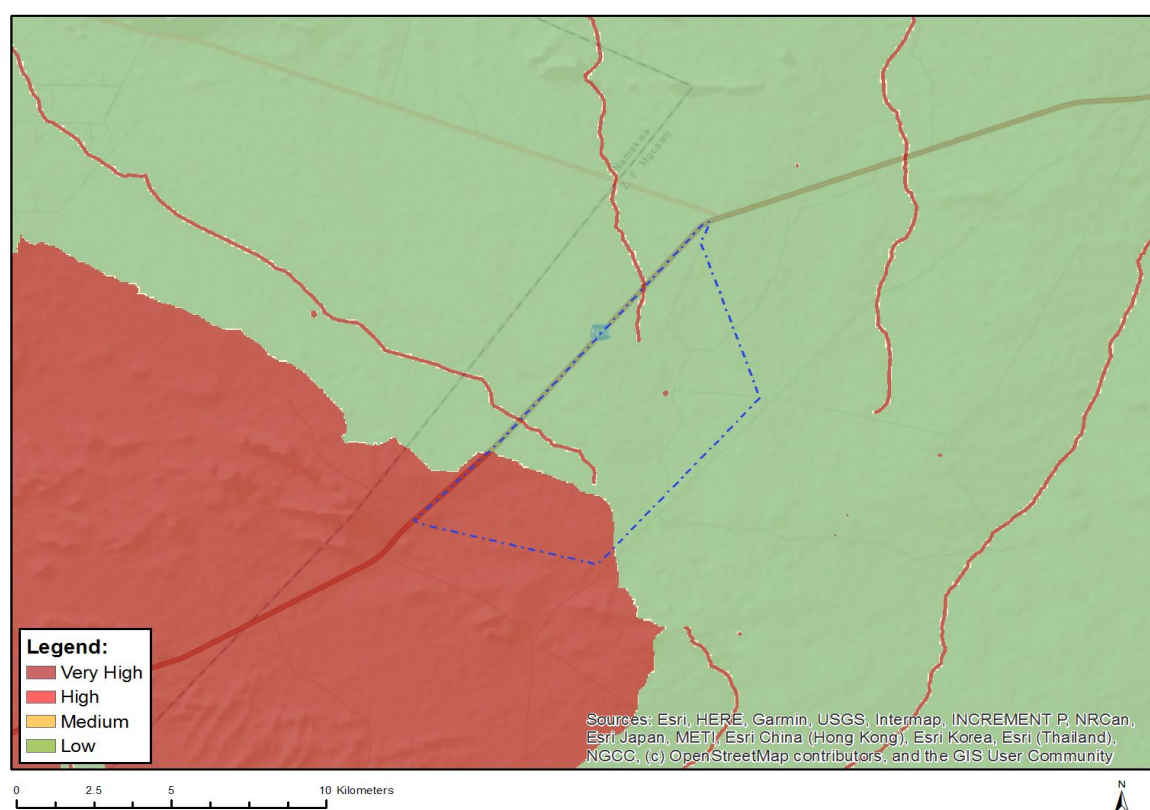 Namakwa
Z F Mgcawu
Legend:
Very High
High
Medium
Low
Sources: Esri, HERE, Garmin, USGS, Intermap, INCREMENT P, NRCan,
Esri Japan, METI, Esri China (Hong Kong), Esri Korea, Esri (Thailand),
NGCC, (c) OpenStreetMap contributors, and the GIS User Community
0 2.5 5 10 Kilometers
N